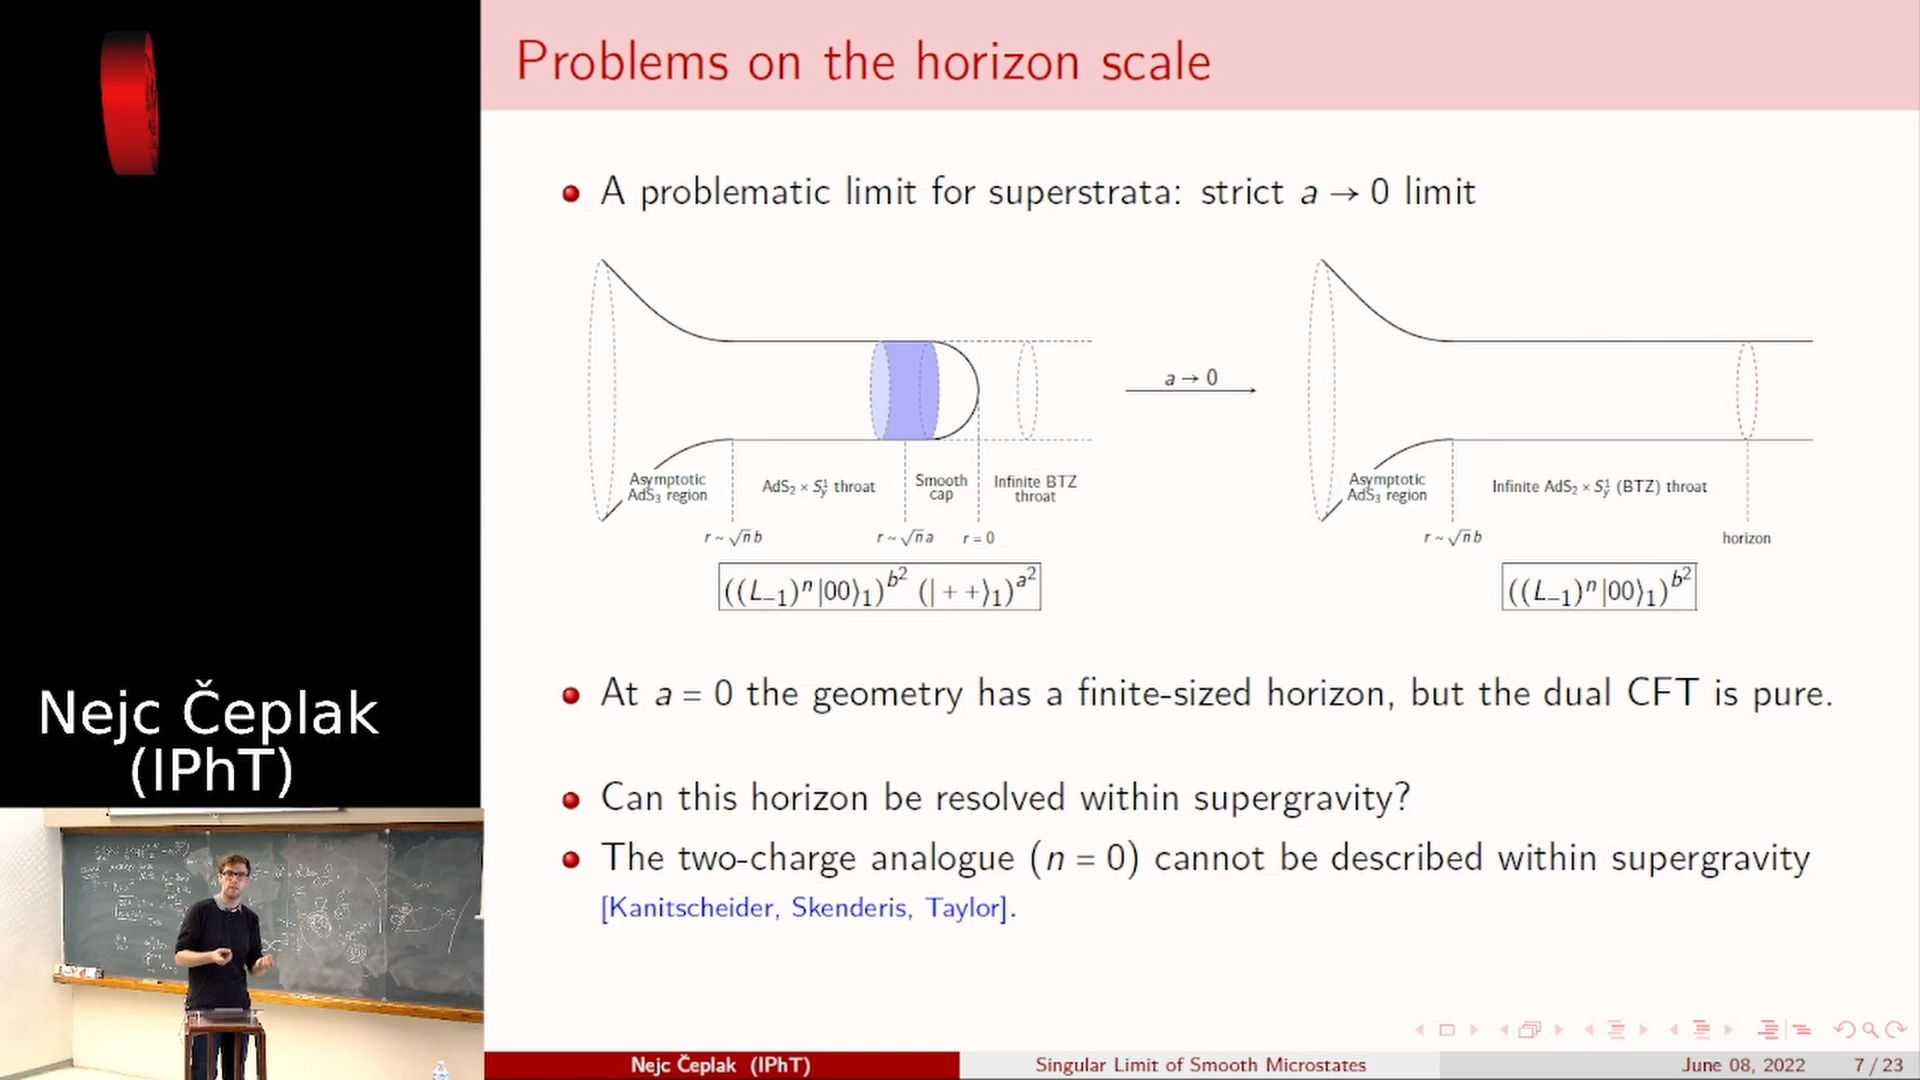 Problems on the horizon scale
A problematic limit for superstrata: strict a → 0 limit
Asymptotic
AdS₃ region
AdS₂ × S¹y throat
Smooth
cap
Infinite BTZ
throat
r ~ √n b
r ~ √n a
r = 0
((L₋₁)ⁿ |00⟩₁)^b² (|++⟩₁)^a²
a → 0
Asymptotic
AdS₃ region
Infinite AdS₂ × S¹y (BTZ) throat
r ~ √n b
horizon
((L₋₁)ⁿ |00⟩₁)^b²
At a = 0 the geometry has a finite-sized horizon, but the dual CFT is pure.
Can this horizon be resolved within supergravity?
The two-charge analogue (n = 0) cannot be described within supergravity
[Kanitscheider, Skenderis, Taylor].
Nejc Čeplak
(IPhT)
Nejc Čeplak (IPhT)
Singular Limit of Smooth Microstates
June 08, 2022
7 / 23